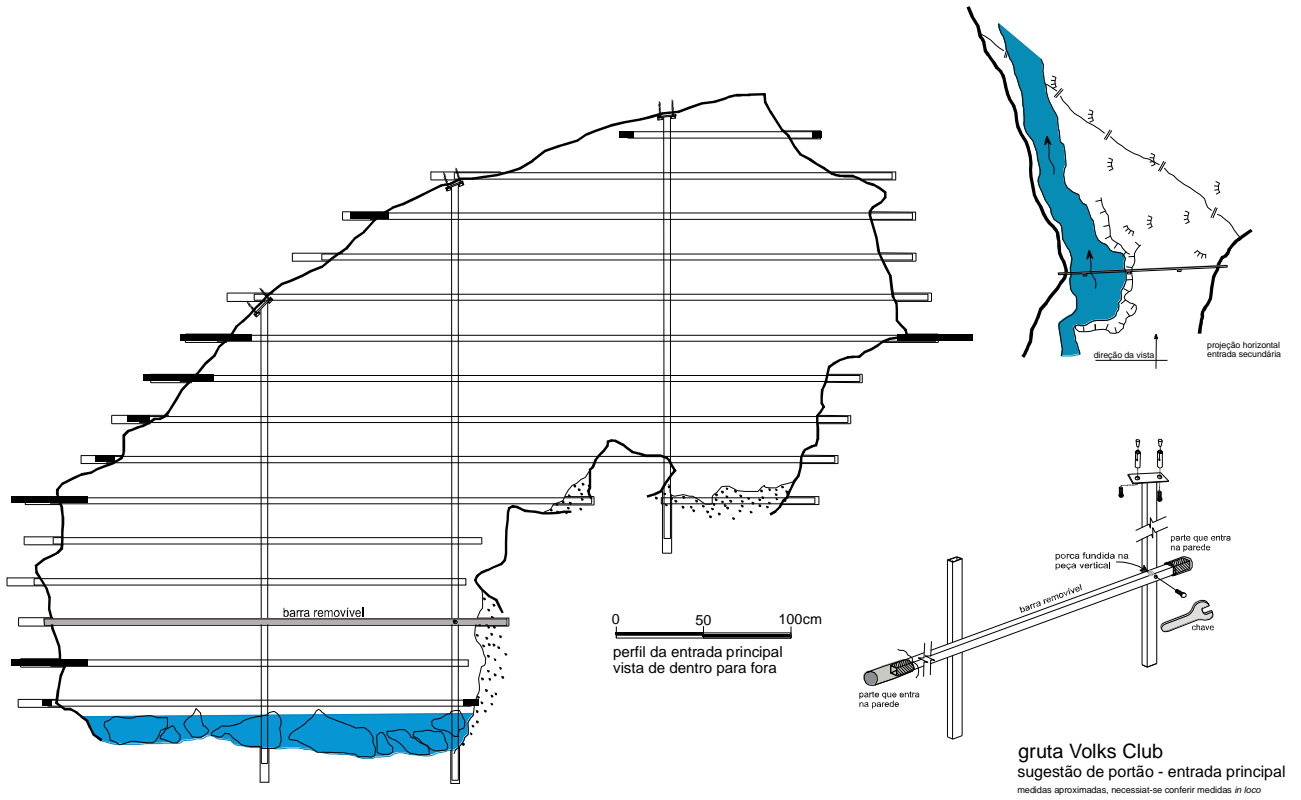 barra removível
0 50 100cm
perfil da entrada principal
vista de dentro para fora
direção da vista
projeção horizontal
entrada secundária
parte que entra
na parede
porca fundida na
peça vertical
barra removível
chave
parte que entra
na parede
gruta Volks Club
sugestão de portão - entrada principal
medidas aproximadas, necessiat-se conferir medidas in loco